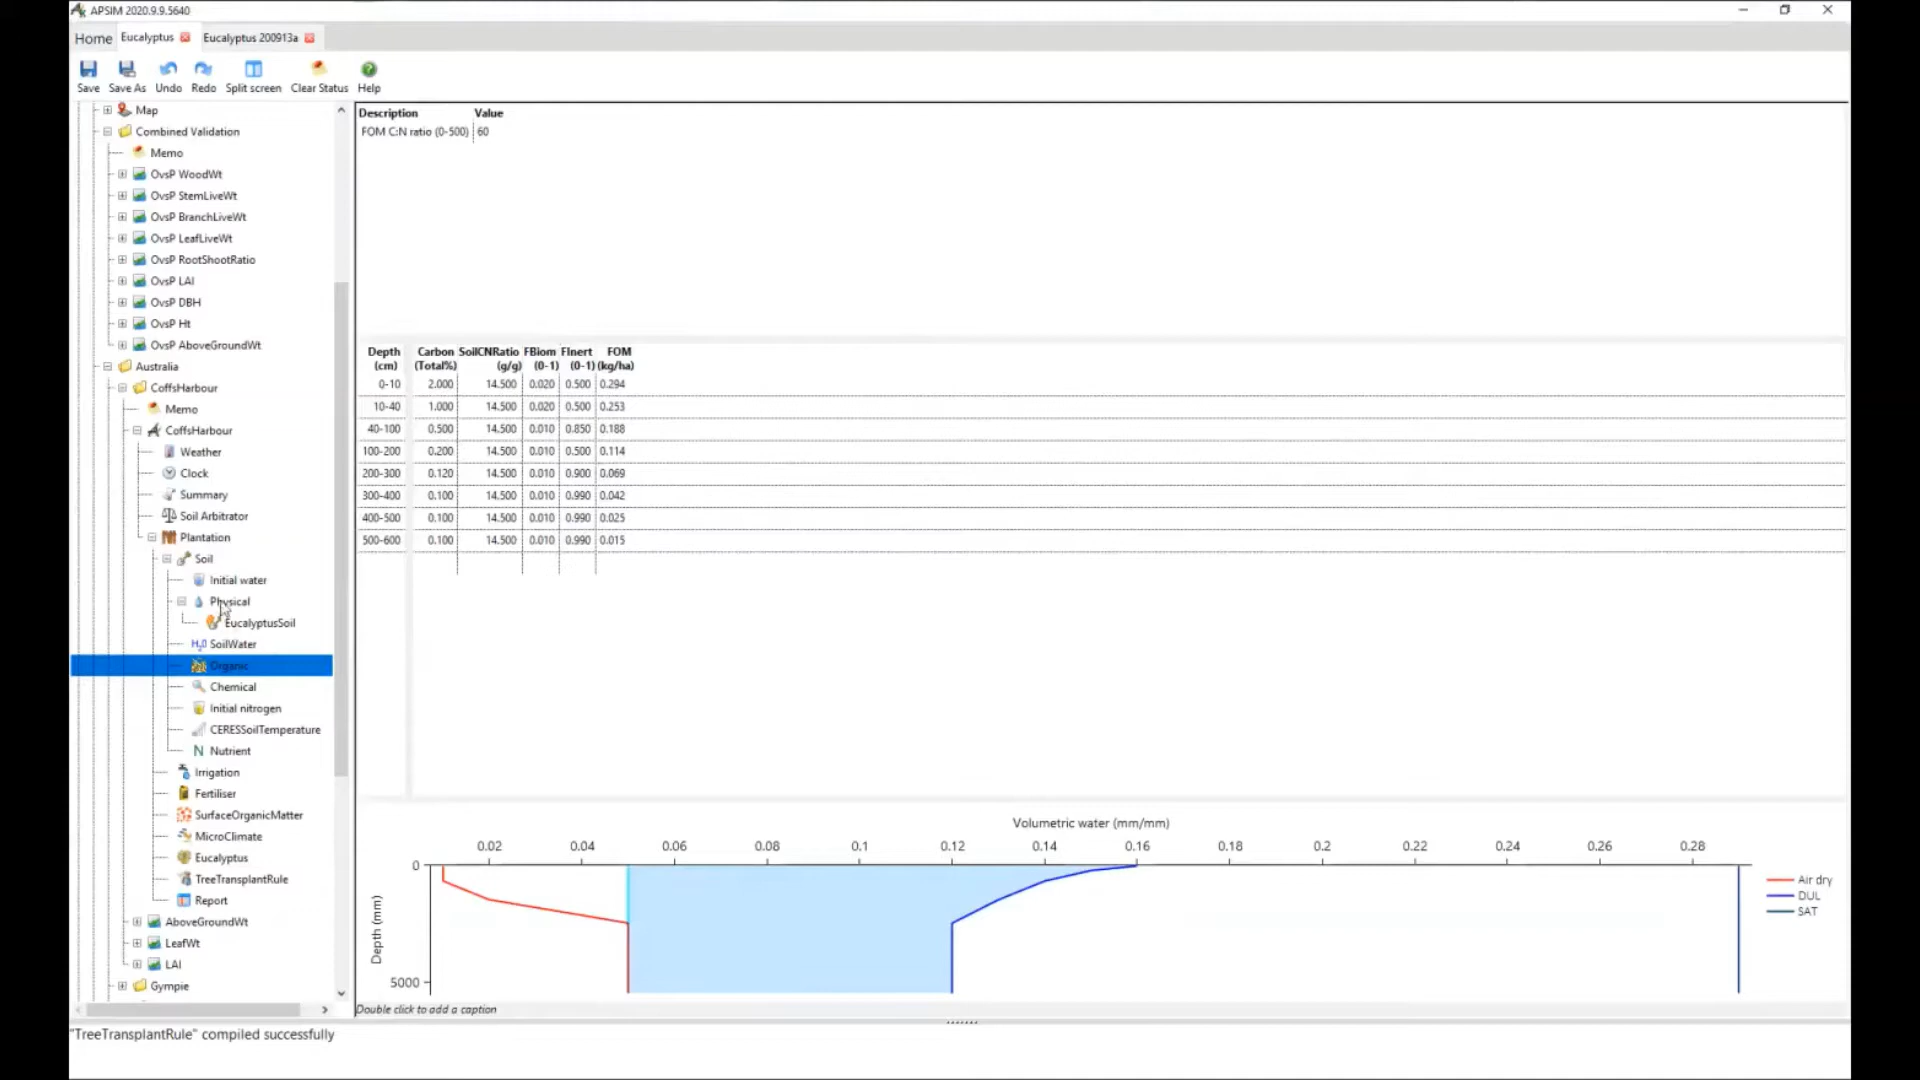 APSIM 2020.9.9.5640
Home Eucalyptus Eucalyptus 200913a
Save Save As Undo Redo Split screen Clear Status Help
Map
Combined Validation
Memo
OvsP WoodWt
OvsP StemLiveWt
OvsP BranchLiveWt
OvsP LeafLiveWt
OvsP RootShootRatio
OvsP LAI
OvsP DBH
OvsP Ht
OvsP AboveGroundWt
Australia
CoffsHarbour
Memo
CoffsHarbour
Weather
Clock
Summary
Soil Arbitrator
Plantation
Soil
Initial water
Physical
EucalyptusSoil
H₂0 SoilWater
Organic
Chemical
Initial nitrogen
CERESSoilTemperature
N Nutrient
Irrigation
Fertiliser
SurfaceOrganicMatter
MicroClimate
Eucalyptus
TreeTransplantRule
Report
AboveGroundWt
LeafWt
LAI
Gympie
Description Value
FOM C:N ratio (0-500) 60
Depth Carbon SoilCNRatio FBiom FInert FOM
(cm) (Total%) (g/g) (0-1) (0-1) (kg/ha)
0-10 2.000 14.500 0.020 0.500 0.294
10-40 1.000 14.500 0.020 0.500 0.253
40-100 0.500 14.500 0.010 0.850 0.188
100-200 0.200 14.500 0.010 0.500 0.114
200-300 0.120 14.500 0.010 0.900 0.069
300-400 0.100 14.500 0.010 0.990 0.042
400-500 0.100 14.500 0.010 0.990 0.025
500-600 0.100 14.500 0.010 0.990 0.015
Volumetric water (mm/mm)
0.02 0.04 0.06 0.08 0.1 0.12 0.14 0.16 0.18 0.2 0.22 0.24 0.26 0.28
0
Depth (mm)
5000
Air dry
DUL
SAT
Double click to add a caption
"TreeTransplantRule" compiled successfully